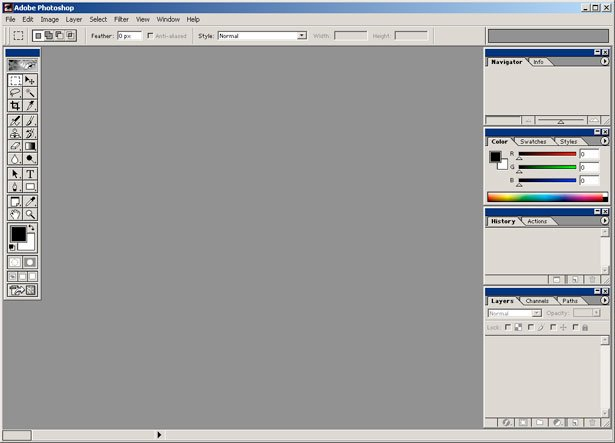 Adobe Photoshop
File Edit Image Layer Select Filter View Window Help
Feather: 0 px Anti-aliased Style: Normal Width: Height:
Navigator Info
Color Swatches Styles
R 0
G 0
B 0
T
History Actions
Layers Channels Paths
Normal Opacity:
Lock: